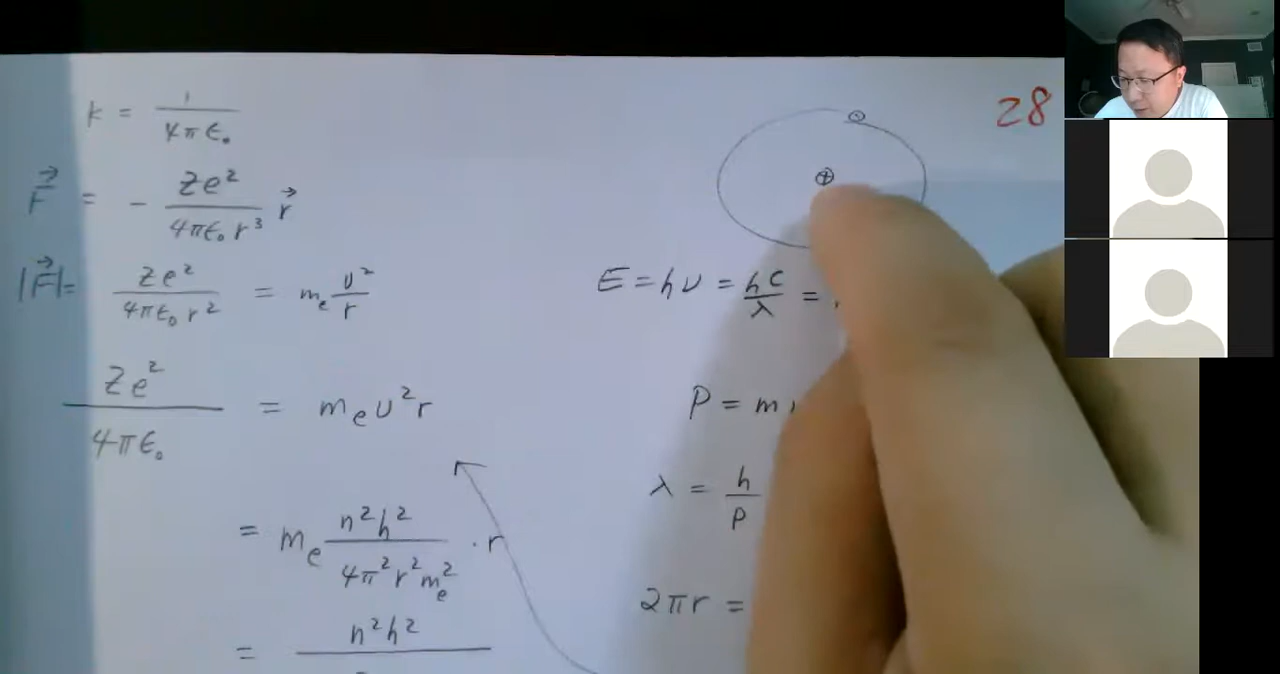 k = 1/4πϵ₀
28
F⃗ = - Ze²/4πϵ₀r³ r⃗
|F⃗| = Ze²/4πϵ₀r² = mₑ υ²/r
Ze²/4πϵ₀ = mₑυ²r
= mₑ n²h²/4π²r²mₑ² · r
= n²h²
⊖
⊕
E = hν = hc/λ =
P = m
λ = h/p
2πr =